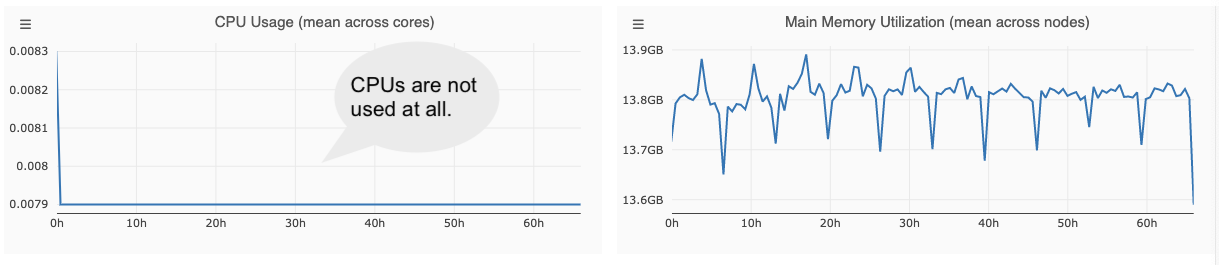 CPU Usage (mean across cores)
0.0083
0.0082
0.0081
0.008
0.0079
0h 10h 20h 30h 40h 50h 60h
CPUs are not
used at all.
Main Memory Utilization (mean across nodes)
13.9GB
13.8GB
13.7GB
13.6GB
0h 10h 20h 30h 40h 50h 60h